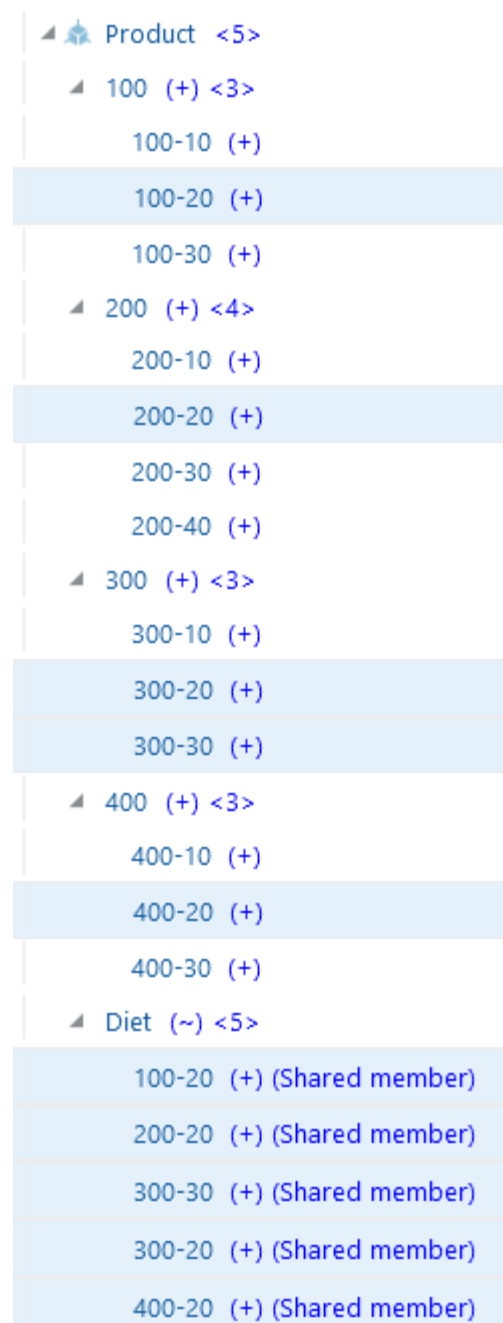 Product <5>
100 (+) <3>
100-10 (+)
100-20 (+)
100-30 (+)
200 (+) <4>
200-10 (+)
200-20 (+)
200-30 (+)
200-40 (+)
300 (+) <3>
300-10 (+)
300-20 (+)
300-30 (+)
400 (+) <3>
400-10 (+)
400-20 (+)
400-30 (+)
Diet (~) <5>
100-20 (+) (Shared member)
200-20 (+) (Shared member)
300-30 (+) (Shared member)
300-20 (+) (Shared member)
400-20 (+) (Shared member)